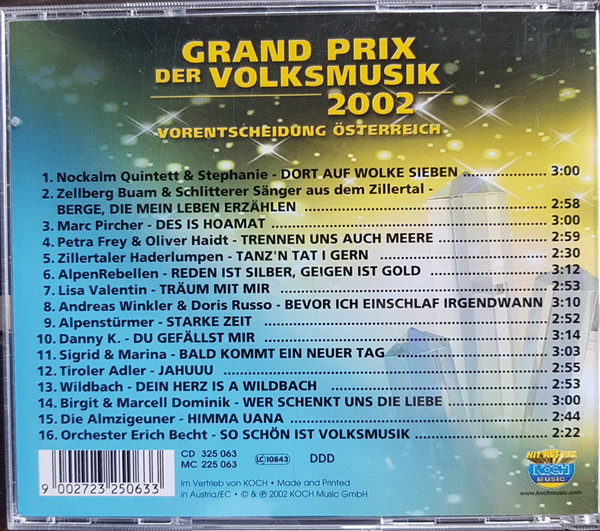 GRAND PRIX
DER VOLKSMUSIK
2002
VORENTSCHEIDUNG ÖSTERREICH
1. Nockalm Quintett & Stephanie - DORT AUF WOLKE SIEBEN ........................ 3:00
2. Zellberg Buam & Schlitterer Sänger aus dem Zillertal -
BERGE, DIE MEIN LEBEN ERZÄHLEN ........................ 2:58
3. Marc Pircher - DES IS HOAMAT ........................ 3:00
4. Petra Frey & Oliver Haidt - TRENNEN UNS AUCH MEERE ........................ 2:59
5. Zillertaler Haderlumpen - TANZ'N TAT I GERN ........................ 2:30
6. AlpenRebellen - REDEN IST SILBER, GEIGEN IST GOLD ........................ 3:12
7. Lisa Valentin - TRÄUM MIT MIR ........................ 2:53
8. Andreas Winkler & Doris Russo - BEVOR ICH EINSCHLAF IRGENDWANN 3:10
9. Alpenstürmer - STARKE ZEIT ........................ 2:52
10. Danny K. - DU GEFÄLLST MIR ........................ 3:14
11. Sigrid & Marina - BALD KOMMT EIN NEUER TAG ........................ 3:03
12. Tiroler Adler - JAHUUU ........................ 2:55
13. Wildbach - DEIN HERZ IS A WILDBACH ........................ 2:53
14. Birgit & Marcell Dominik - WER SCHENKT UNS DIE LIEBE ........................ 3:00
15. Die Almzigeuner - HIMMA UANA ........................ 2:44
16. Orchester Erich Becht - SO SCHÖN IST VOLKSMUSIK ........................ 2:22
CD 325 063
MC 225 063
LC 10843
DDD
Im Vertrieb von KOCH • Made and Printed
in Austria/EC • © & ℗ 2002 KOCH Music GmbH
9 002723 250633
HIT AUF HIT
KOCH
MUSIC
www.kochmusic.com